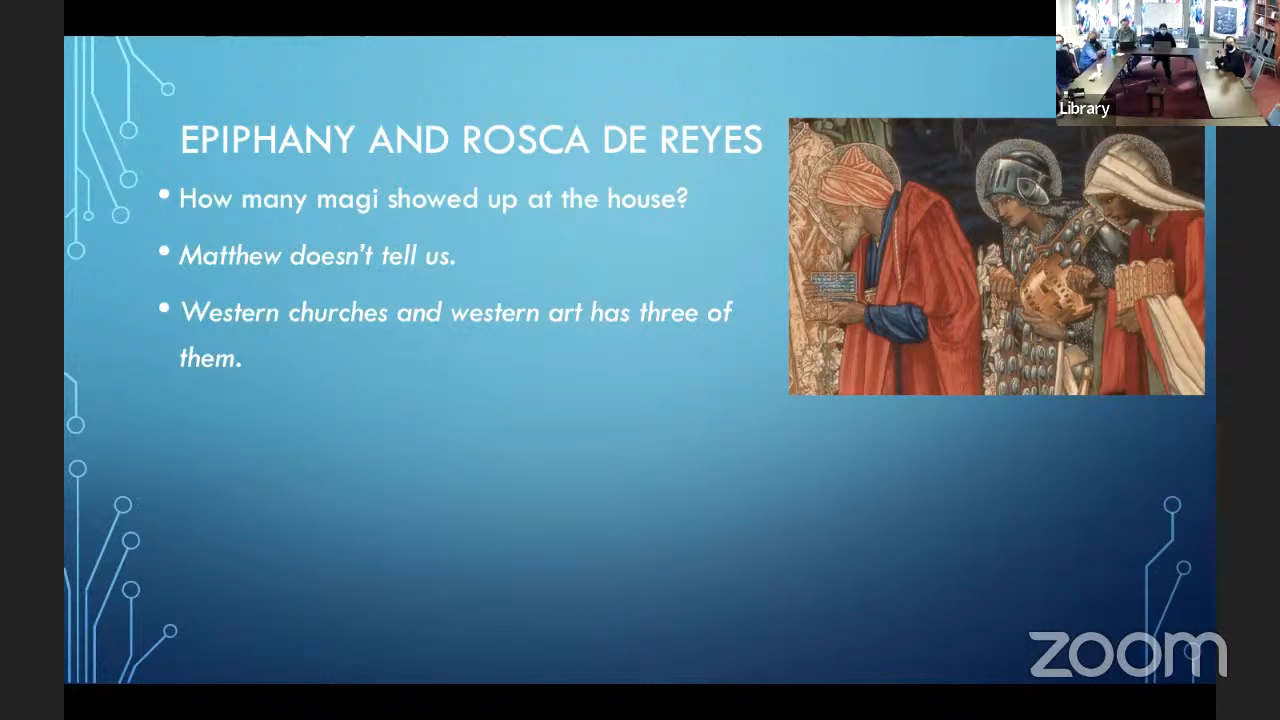 Library
EPIPHANY AND ROSCA DE REYES
• How many magi showed up at the house?
• Matthew doesn't tell us.
• Western churches and western art has three of
them.
zoom